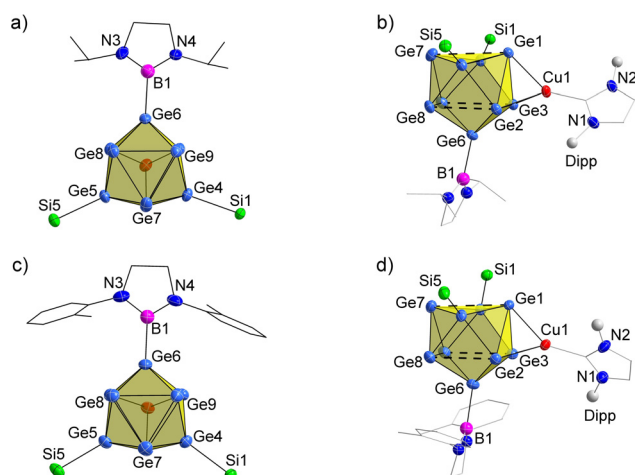 a)
N3 N4
B1
Ge6
Ge8 Ge9
Ge5 Ge4
Si5 Ge7 Si1
b)
Si5 Si1
Ge7 Ge1
Cu1 N2
Ge8 Ge3
Ge2 N1
Ge6
Dipp
B1
c)
N3 N4
B1
Ge6
Ge8 Ge9
Si5 Ge5 Ge4 Si1
Ge7
d)
Si5 Si1
Ge7 Ge1
Cu1 N2
Ge8 Ge3
Ge2 N1
Ge6
Dipp
B1